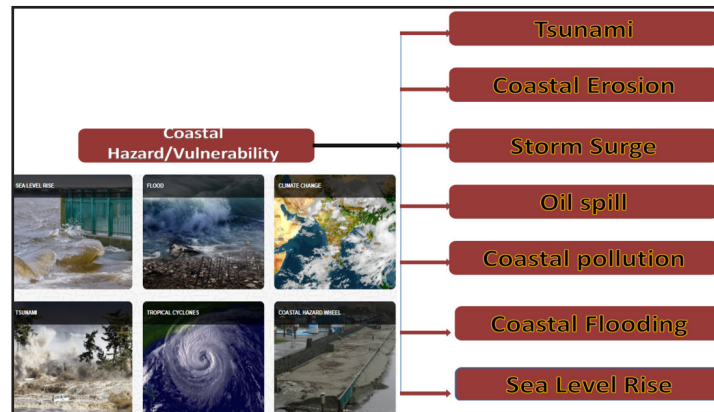 Tsunami
Coastal Erosion
Coastal
Hazard/Vulnerability
Storm Surge
SEA LEVEL RISE
FLOOD
CLIMATE CHANGE
Oil spill
Coastal pollution
TSUNAMI
TROPICAL CYCLONES
COASTAL HAZARD WHEEL
Coastal Flooding
Sea Level Rise